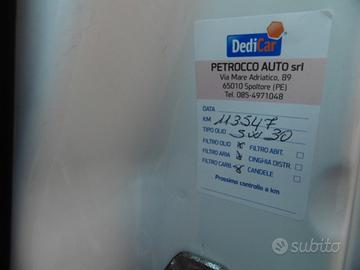 DediCar
PETROCCO AUTO srl
Via Mare Adriatico, 89
65010 Spoltore (PE)
Tel. 085-4971048
DATA
KM. 113547
TIPO OLIO 5W30
FILTRO OLIO FILTRO ABIT.
FILTRO ARIA CINGHIA DISTR.
FILTRO CARB. CANDELE
Prossimo controllo a km
subito